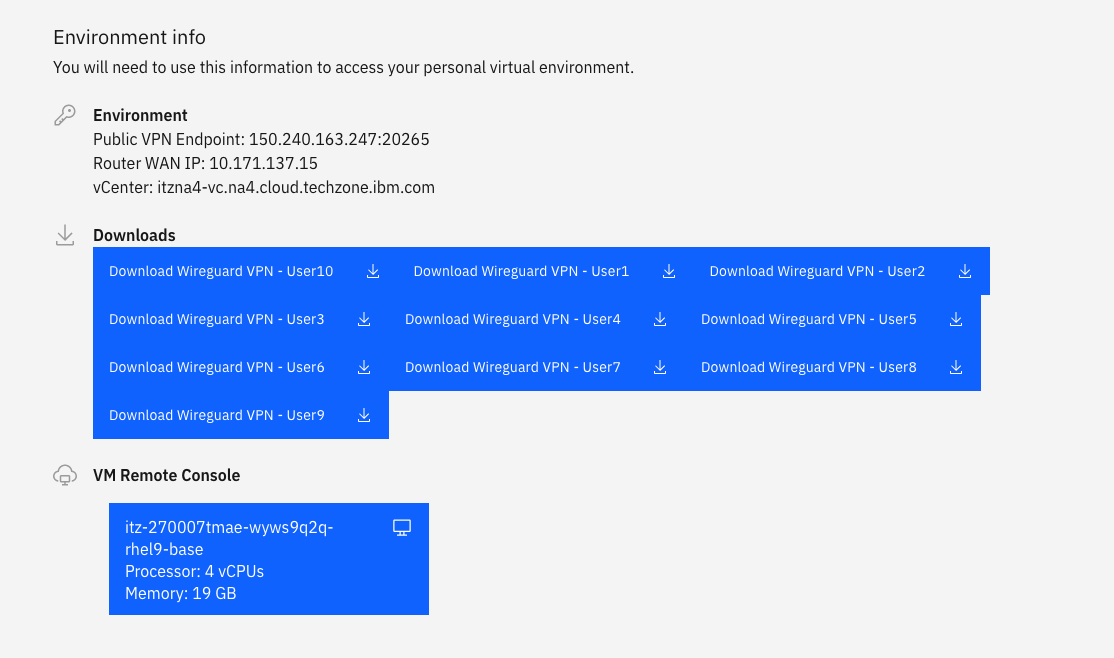 Environment info
You will need to use this information to access your personal virtual environment.
Environment
Public VPN Endpoint: 150.240.163.247:20265
Router WAN IP: 10.171.137.15
vCenter: itzna4-vc.na4.cloud.techzone.ibm.com
Downloads
Download Wireguard VPN - User10 Download Wireguard VPN - User1 Download Wireguard VPN - User2
Download Wireguard VPN - User3 Download Wireguard VPN - User4 Download Wireguard VPN - User5
Download Wireguard VPN - User6 Download Wireguard VPN - User7 Download Wireguard VPN - User8
Download Wireguard VPN - User9
VM Remote Console
itz-270007tmae-wyws9q2q-
rhel9-base
Processor: 4 vCPUs
Memory: 19 GB